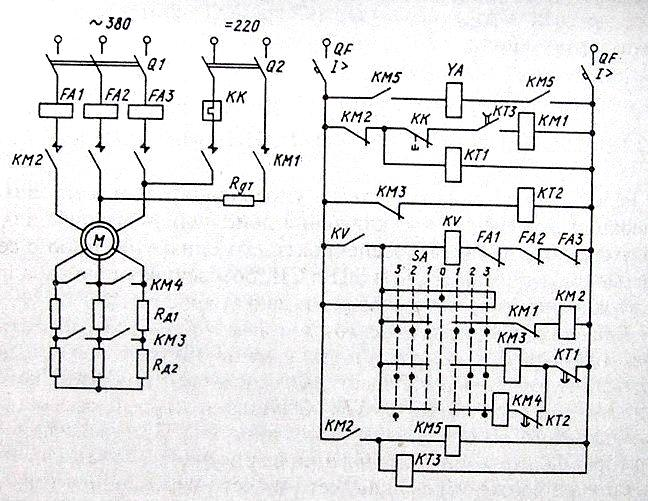 ~380
=220
Q1
Q2
FA1
FA2
FA3
KK
KM2
KM1
Rдт
M
KM4
Rд1
KM3
Rд2
QF
I>
QF
I>
KM5
YA
KM5
KM2
KK
KT3
KM1
KT1
KM3
KT2
KV
KV
FA1
FA2
FA3
SA
3 2 1 0 1 2 3
KM1
KM2
KM3
KT1
KM4
KT2
KM2
KM5
KT3